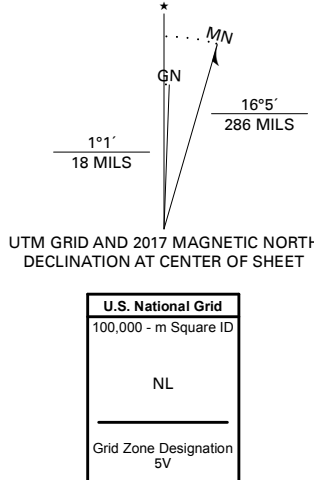 ★
MN
GN
16°5´
286 MILS
1°1´
18 MILS
UTM GRID AND 2017 MAGNETIC NORTH
DECLINATION AT CENTER OF SHEET
U.S. National Grid
100,000 - m Square ID
NL
Grid Zone Designation
5V